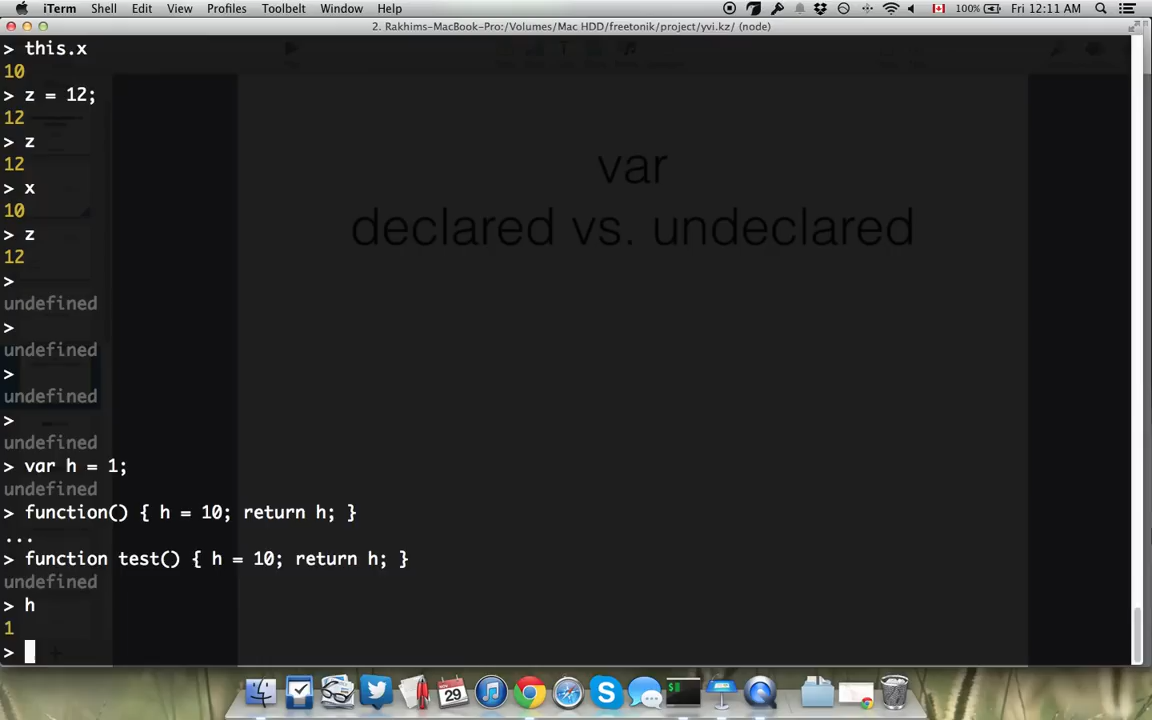 iTerm Shell Edit View Profiles Toolbelt Window Help 100% Fri 12:11 AM
2. Rakhims-MacBook-Pro:/Volumes/Mac HDD/freetonik/project/yvi.kz/ (node)
> this.x
10
> z = 12;
12
> z
12
> x
10
> z
12
>
undefined
>
undefined
>
undefined
>
undefined
> var h = 1;
undefined
> function() { h = 10; return h; }
...
> function test() { h = 10; return h; }
undefined
> h
1
>
var
declared vs. undeclared
29